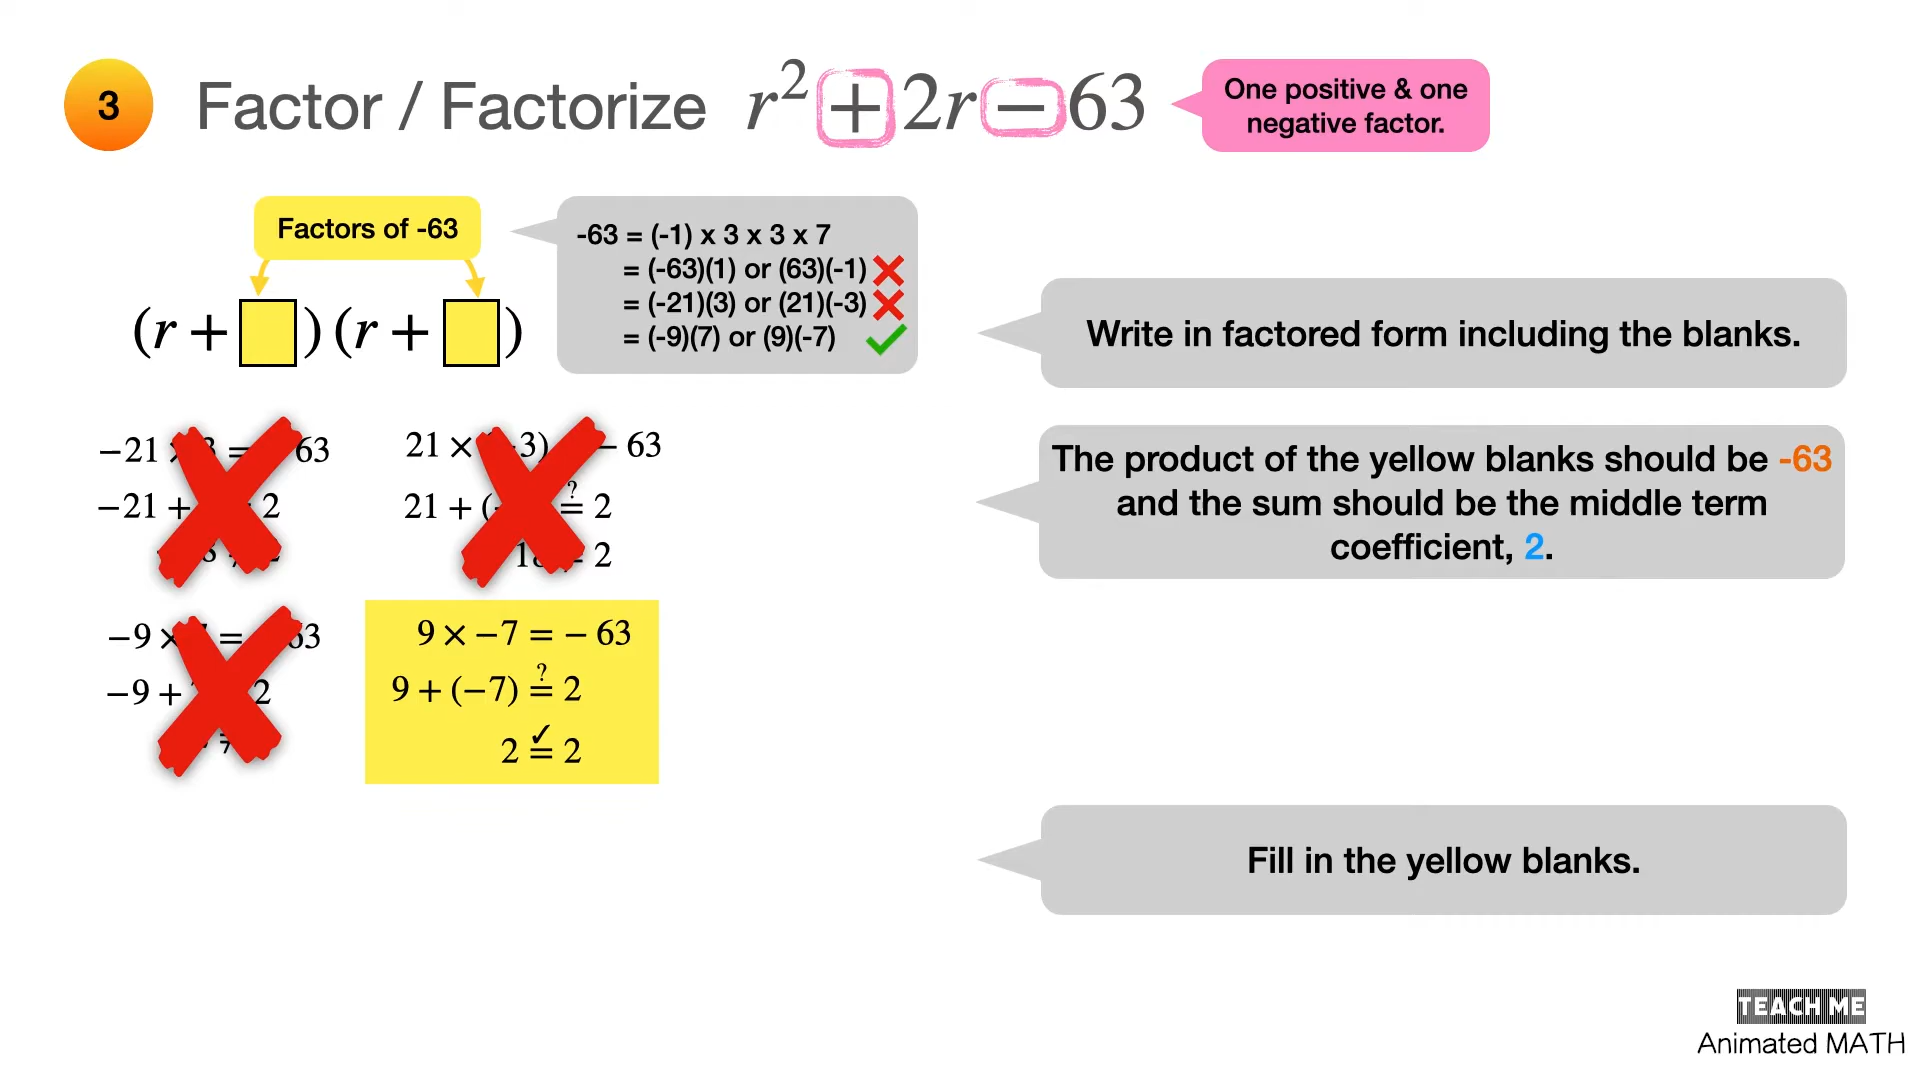 3 Factor / Factorize r² + 2r − 63
One positive & one
negative factor.
Factors of -63
-63 = (-1) x 3 x 3 x 7
= (-63)(1) or (63)(-1)
= (-21)(3) or (21)(-3)
= (-9)(7) or (9)(-7)
(r + ) (r + )
Write in factored form including the blanks.
−21 3 = 63
−21 + 2
21 × 3) − 63
21 + ( ?= 2
2
The product of the yellow blanks should be -63
and the sum should be the middle term
coefficient, 2.
−9 × = 63
−9 + 2
9 × −7 = − 63
9 + (−7) ?= 2
2 ✓= 2
Fill in the yellow blanks.
TEACH ME
Animated MATH